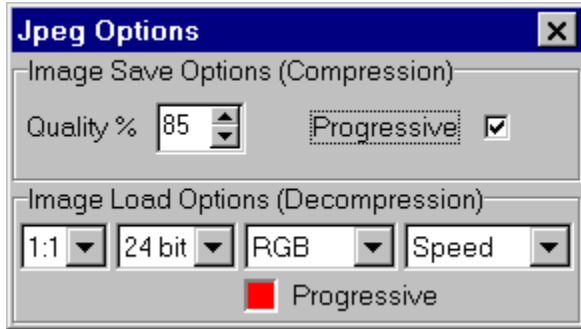 Jpeg Options
Image Save Options (Compression)
Quality % 85 Progressive
Image Load Options (Decompression)
1:1 24 bit RGB Speed
Progressive